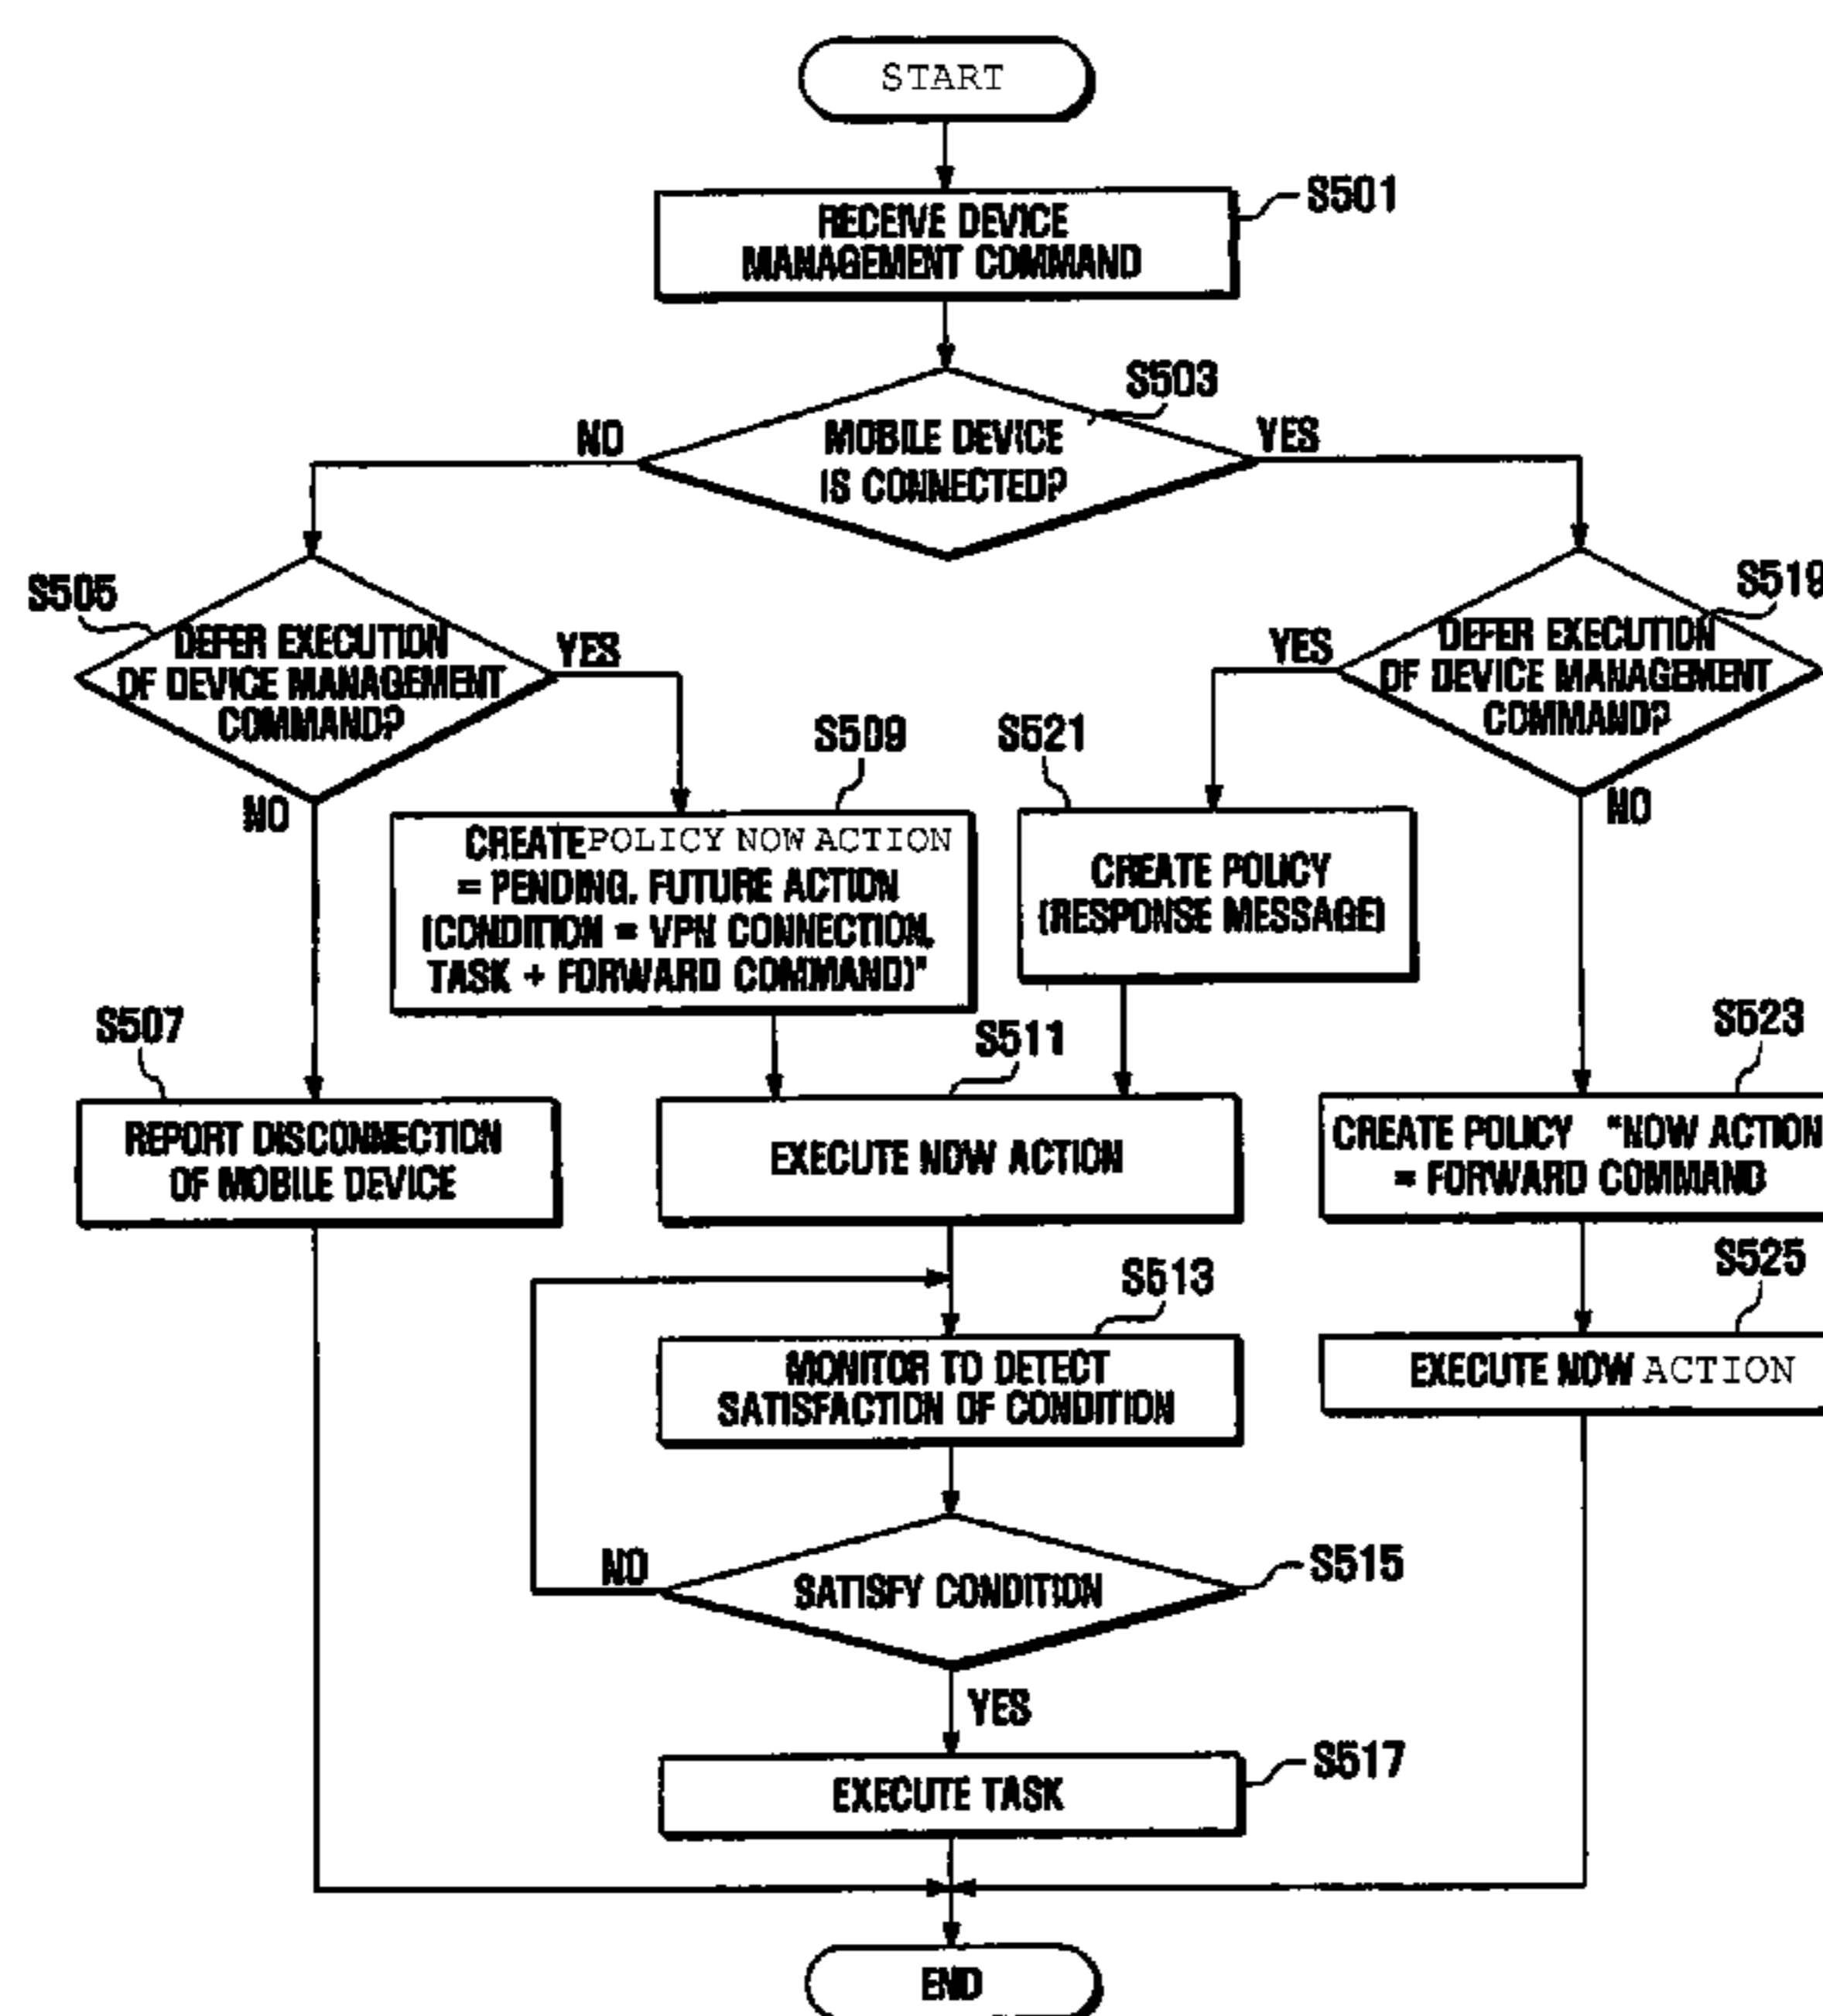 START
RECEIVE DEVICE
MANAGEMENT COMMAND
S501
MOBILE DEVICE
IS CONNECTED?
S503
NO
YES
S505
DEFER EXECUTION
OF DEVICE MANAGEMENT
COMMAND?
YES
NO
S519
DEFER EXECUTION
OF DEVICE MANAGEMENT
COMMAND?
YES
NO
S509
CREATE POLICY NOW ACTION
= PENDING, FUTURE ACTION
(CONDITION = VPN CONNECTION,
TASK + FORWARD COMMAND)"
S521
CREATE POLICY
(RESPONSE MESSAGE)
S507
REPORT DISCONNECTION
OF MOBILE DEVICE
S511
EXECUTE NOW ACTION
S523
CREATE POLICY "NOW ACTION
= FORWARD COMMAND
S513
MONITOR TO DETECT
SATISFACTION OF CONDITION
S525
EXECUTE NOW ACTION
NO
SATISFY CONDITION
S515
YES
EXECUTE TASK
S517
END